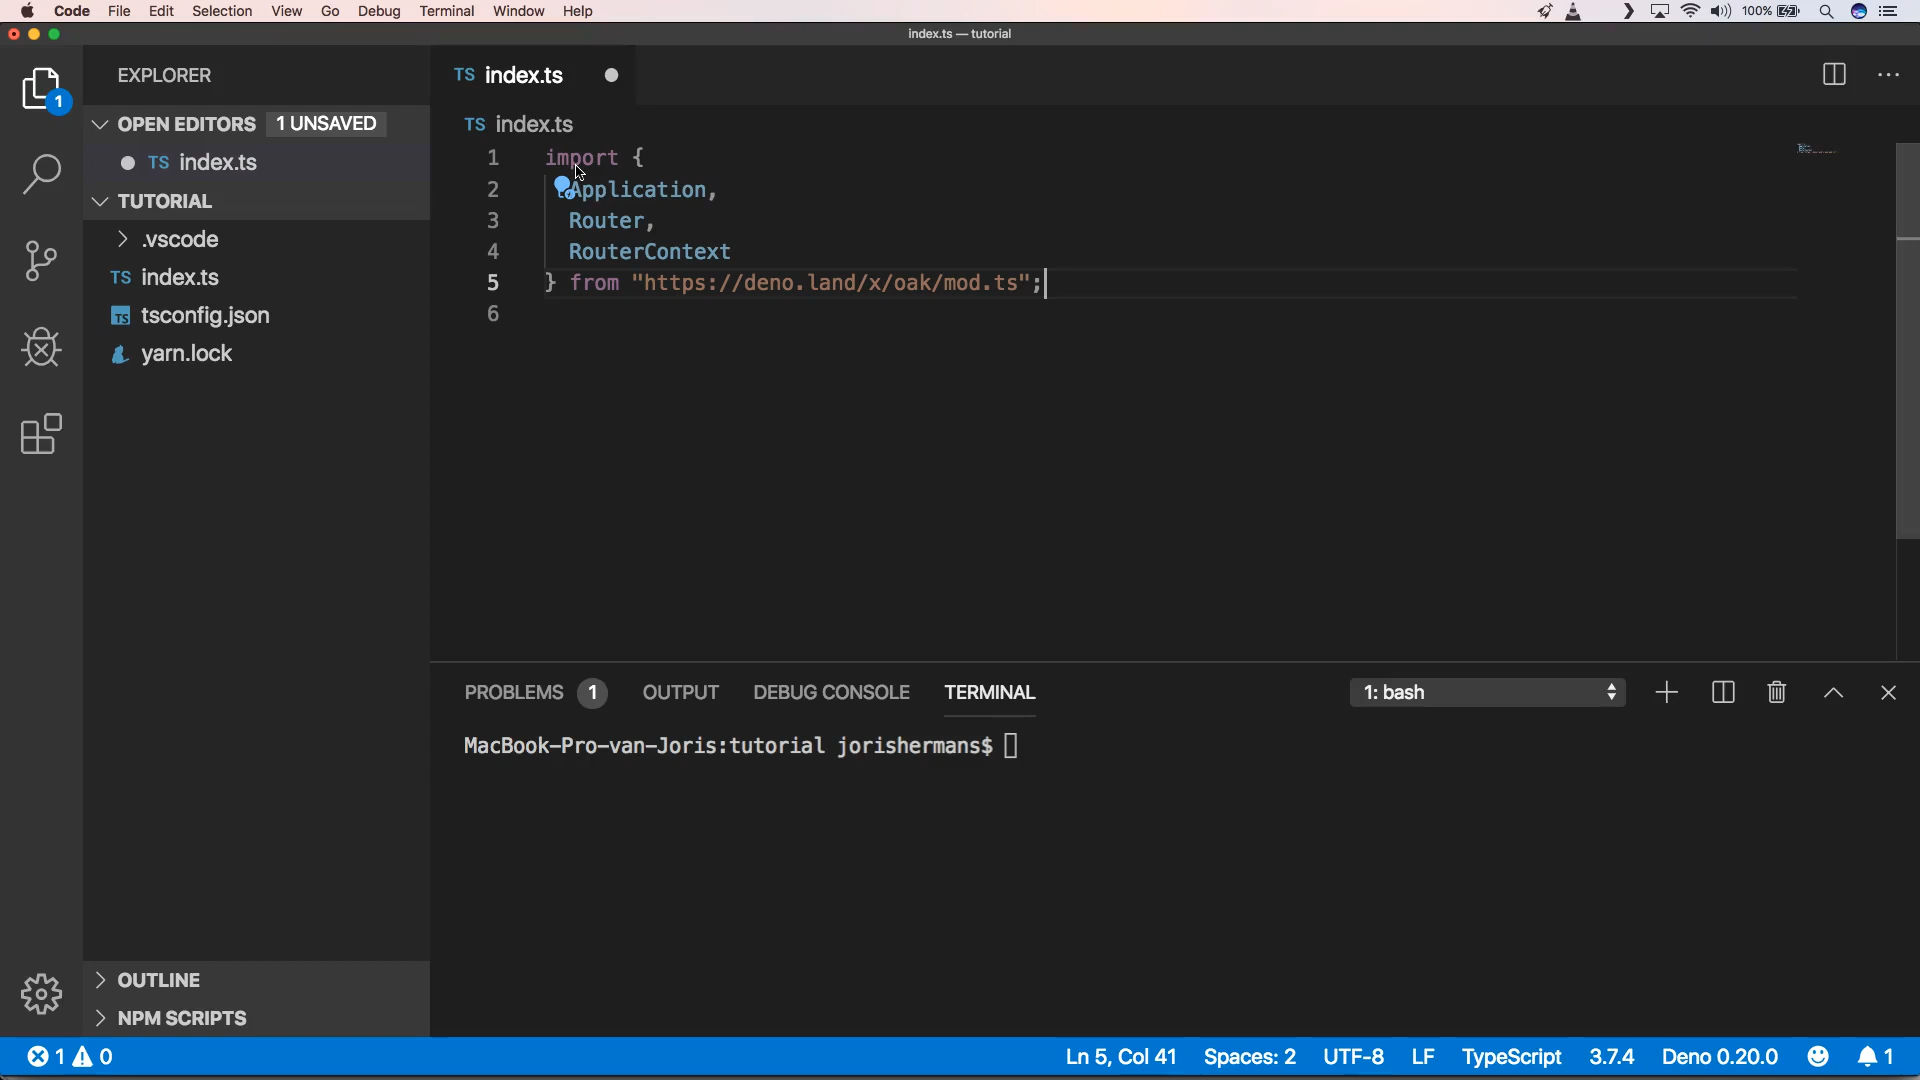 Code File Edit Selection View Go Debug Terminal Window Help 100%
index.ts — tutorial
EXPLORER
OPEN EDITORS 1 UNSAVED
TS index.ts
TUTORIAL
.vscode
TS index.ts
TS tsconfig.json
yarn.lock
OUTLINE
NPM SCRIPTS
1
TS index.ts
TS index.ts
1 import {
2 Application,
3 Router,
4 RouterContext
5 } from "https://deno.land/x/oak/mod.ts";
6
PROBLEMS 1 OUTPUT DEBUG CONSOLE TERMINAL 1: bash
MacBook-Pro-van-Joris:tutorial jorishermans$
1 0 Ln 5, Col 41 Spaces: 2 UTF-8 LF TypeScript 3.7.4 Deno 0.20.0 1